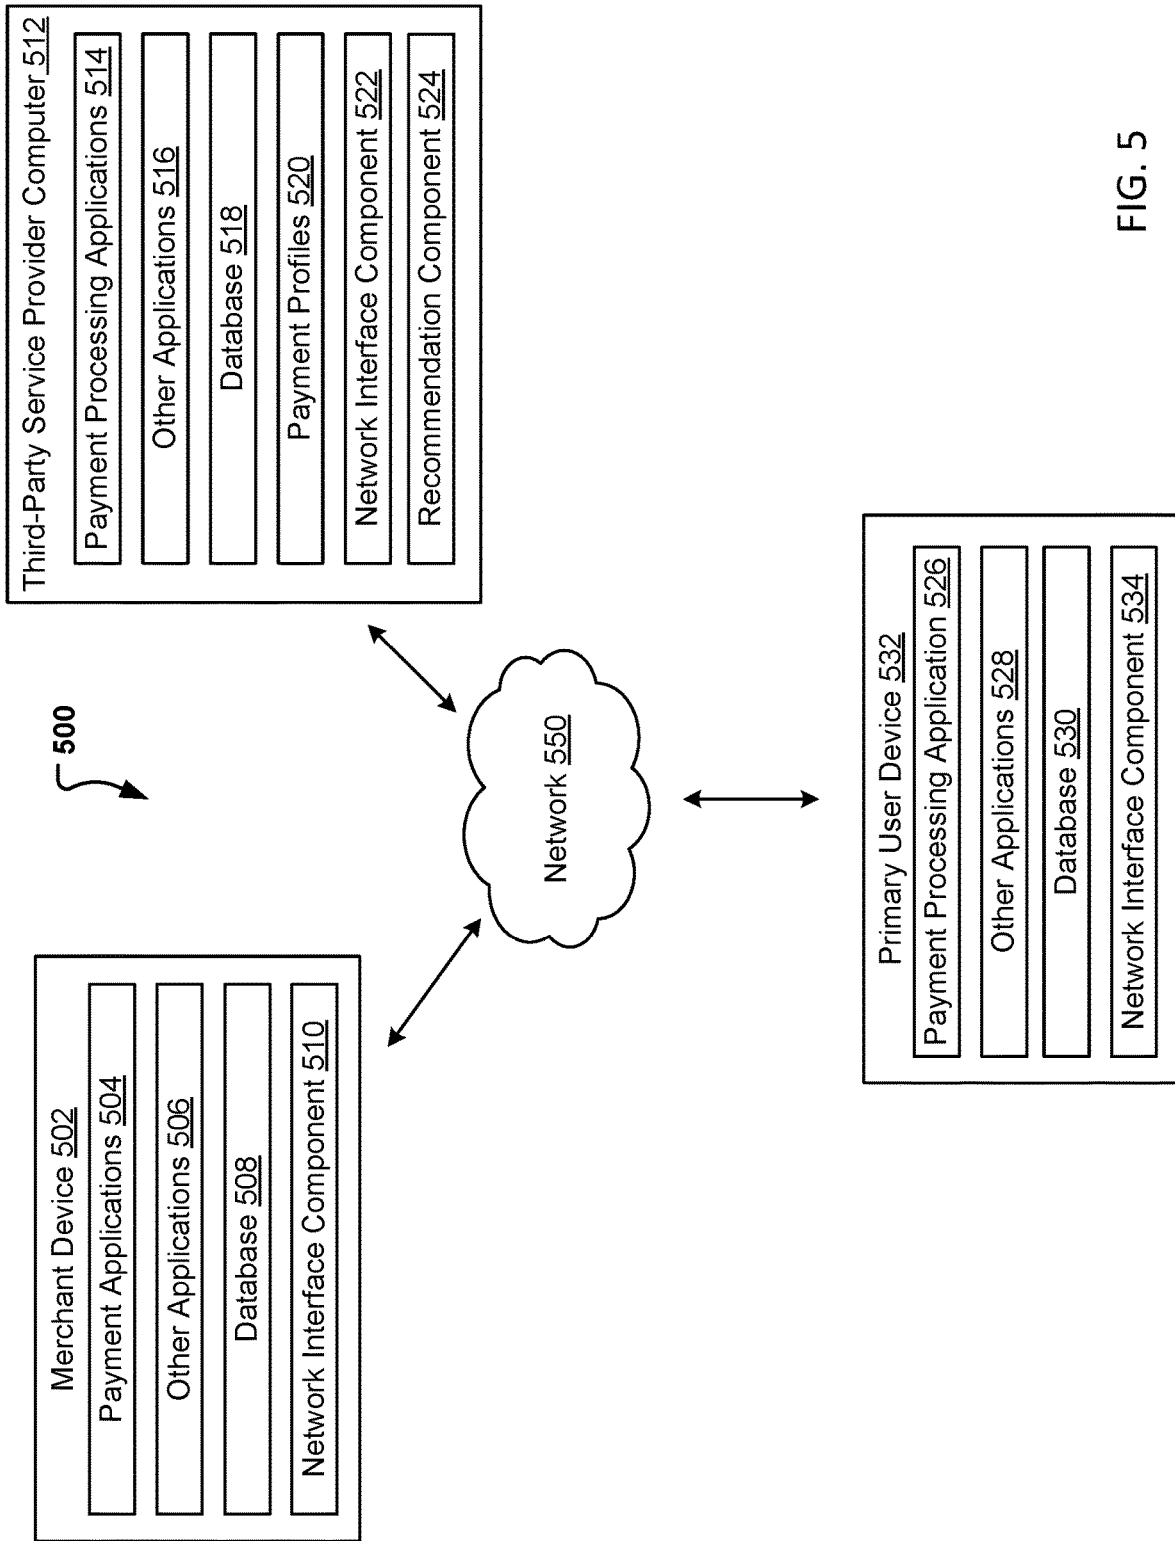 500
Merchant Device 502
Payment Applications 504
Other Applications 506
Database 508
Network Interface Component 510
Third-Party Service Provider Computer 512
Payment Processing Applications 514
Other Applications 516
Database 518
Payment Profiles 520
Network Interface Component 522
Recommendation Component 524
Network 550
Primary User Device 532
Payment Processing Application 526
Other Applications 528
Database 530
Network Interface Component 534
FIG. 5